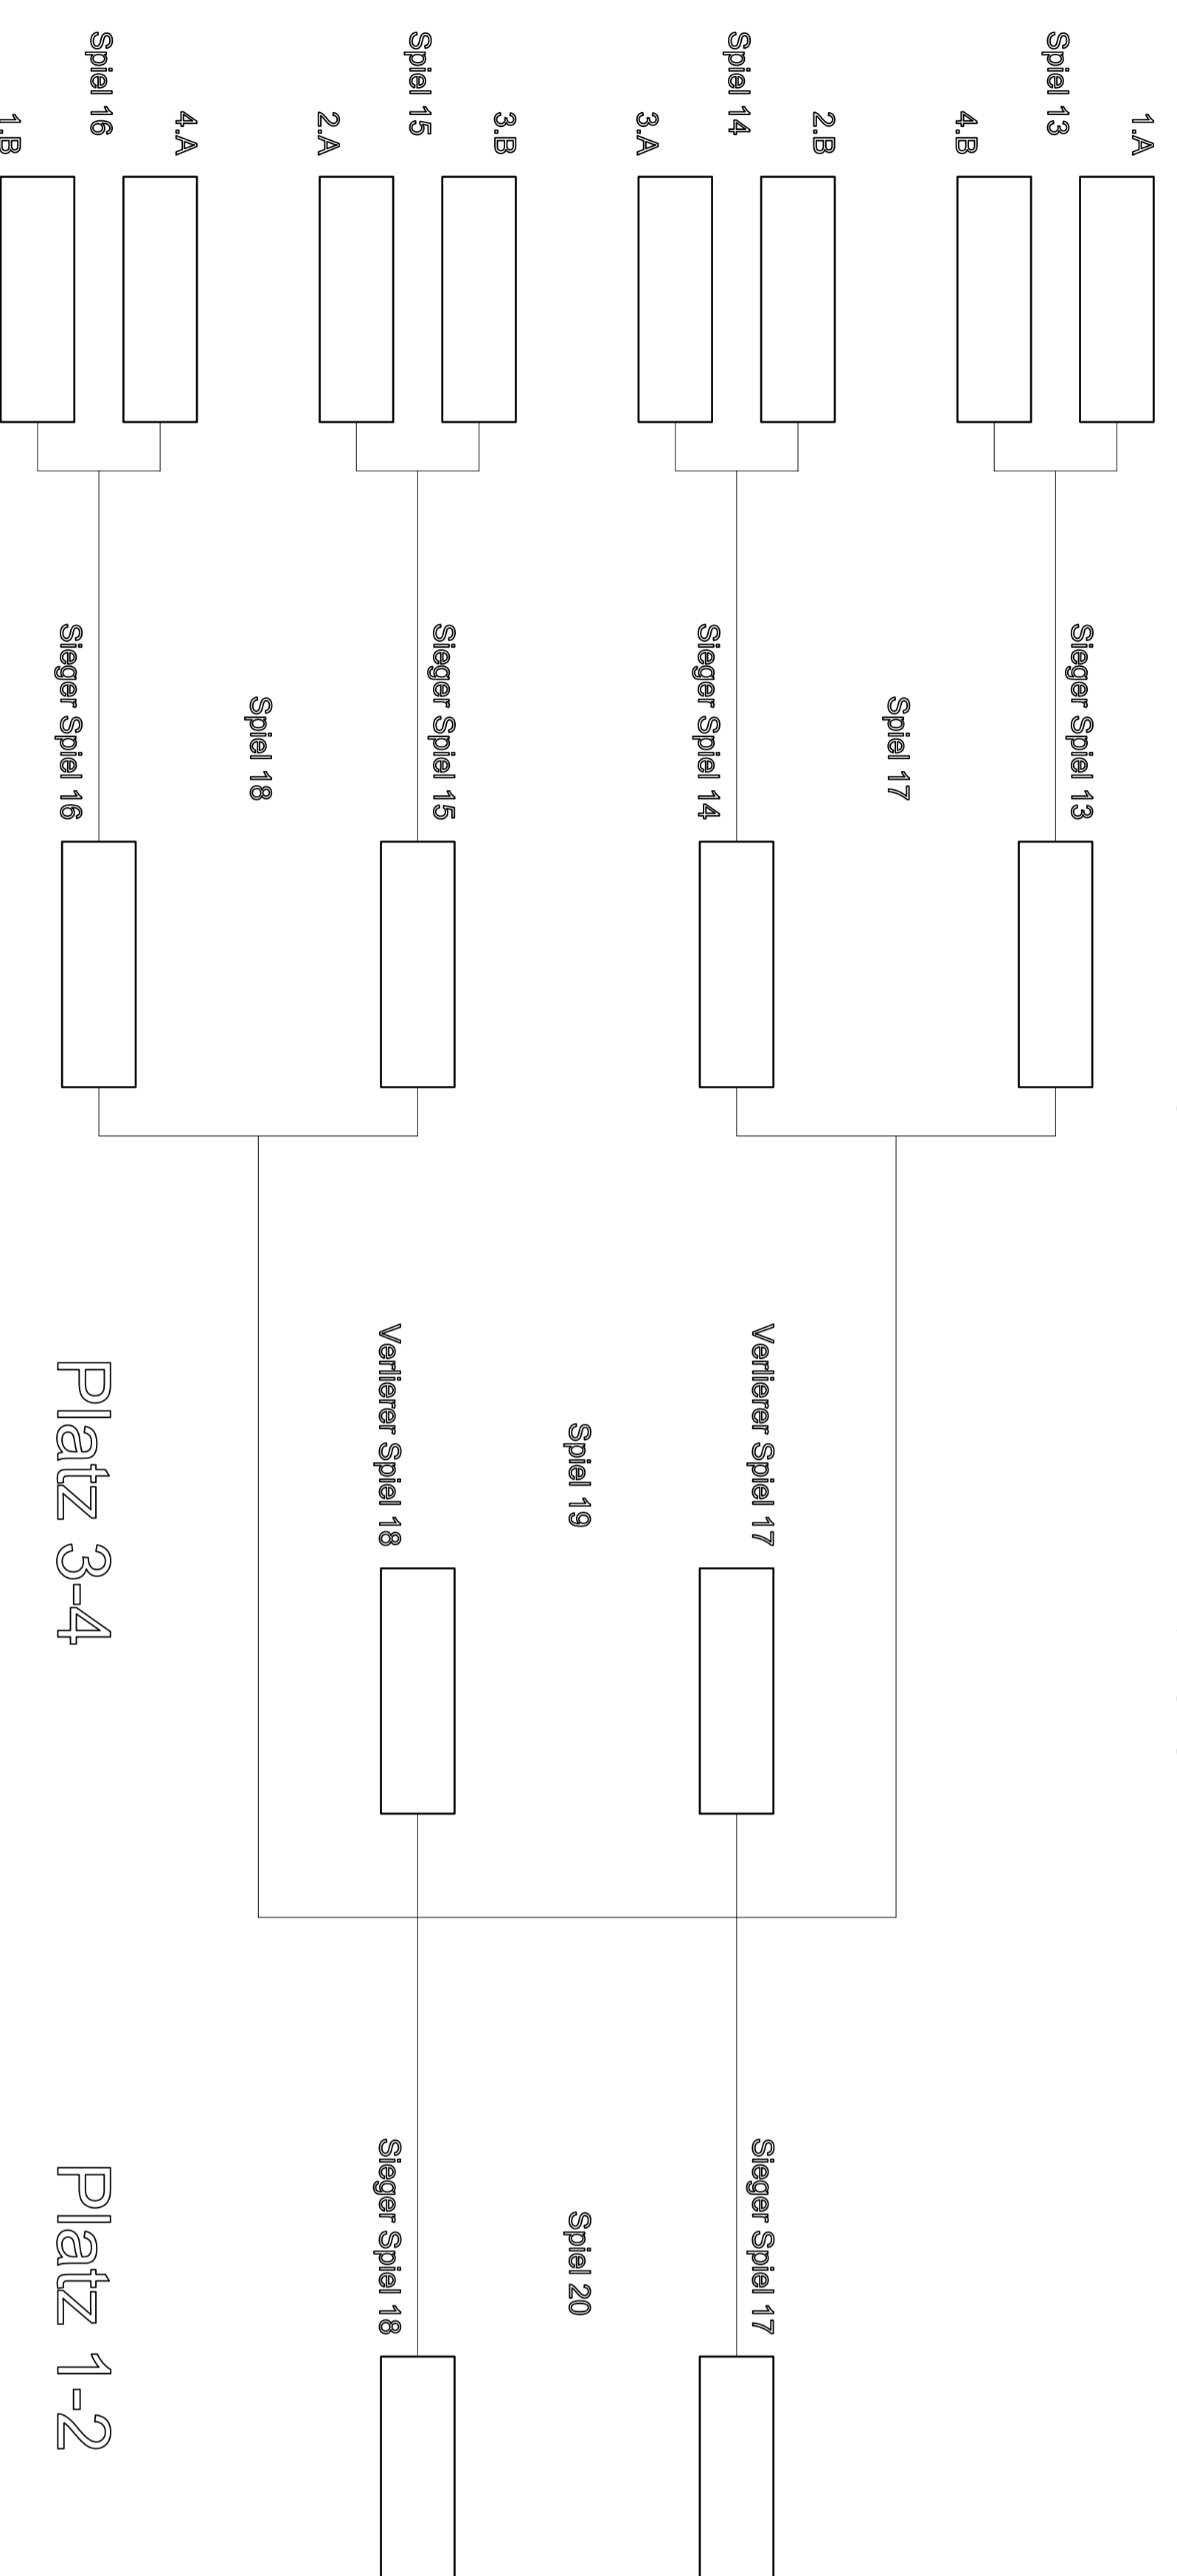 1.A
Spiel 13
4.B
2.B
Spiel 14
3.A
3.B
Spiel 15
2.A
4.A
Spiel 16
1.B
Sieger Spiel 13
Spiel 17
Sieger Spiel 14
Sieger Spiel 15
Spiel 18
Sieger Spiel 16
Verlierer Spiel 17
Spiel 19
Verlierer Spiel 18
Platz 3-4
Sieger Spiel 17
Spiel 20
Sieger Spiel 18
Platz 1-2